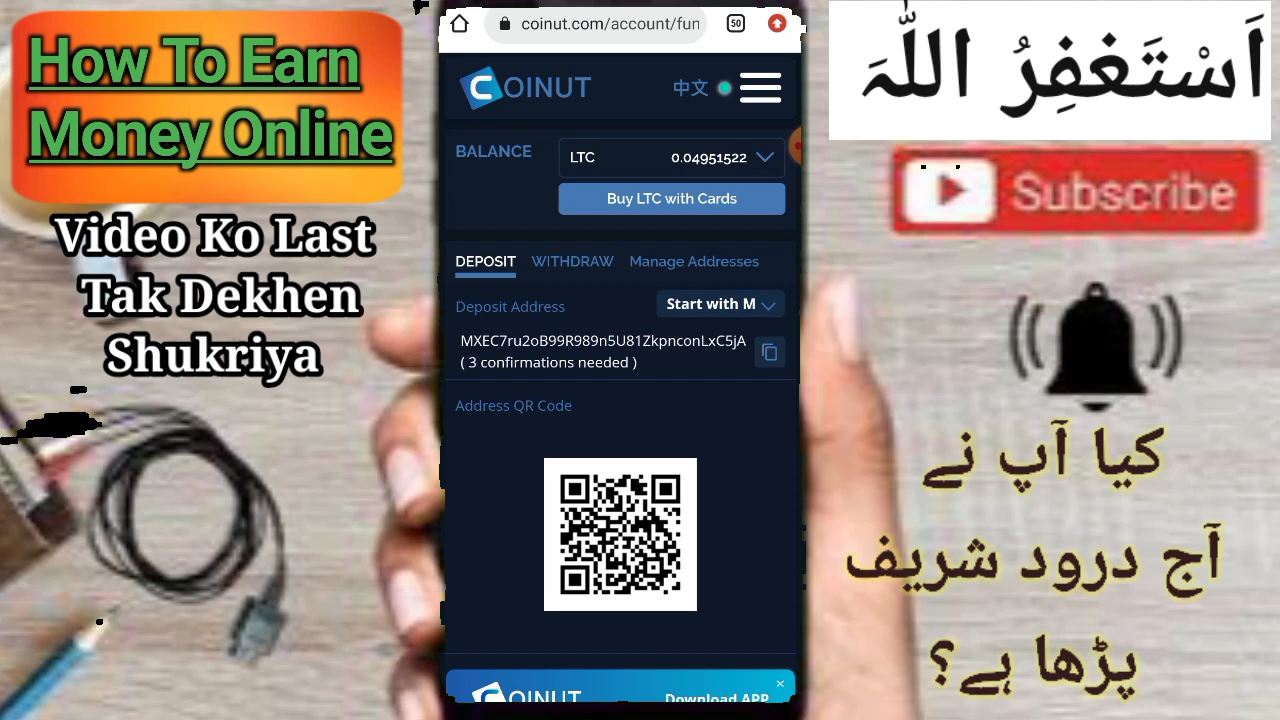 How To Earn
Money Online
Video Ko Last
Tak Dekhen
Shukriya
coinut.com/account/fun
50
COINUT
中文
BALANCE
LTC 0.04951522
Buy LTC with Cards
DEPOSIT WITHDRAW Manage Addresses
Deposit Address Start with M
MXEC7ru2oB99R989n5U81ZkpnconLxC5jA
( 3 confirmations needed )
Address QR Code
COINUT
Download APP
اَسْتَغفِرُ اللّٰہَ
Subscribe
کیا آپ نے
آج درود شریف
پڑھا ہے؟